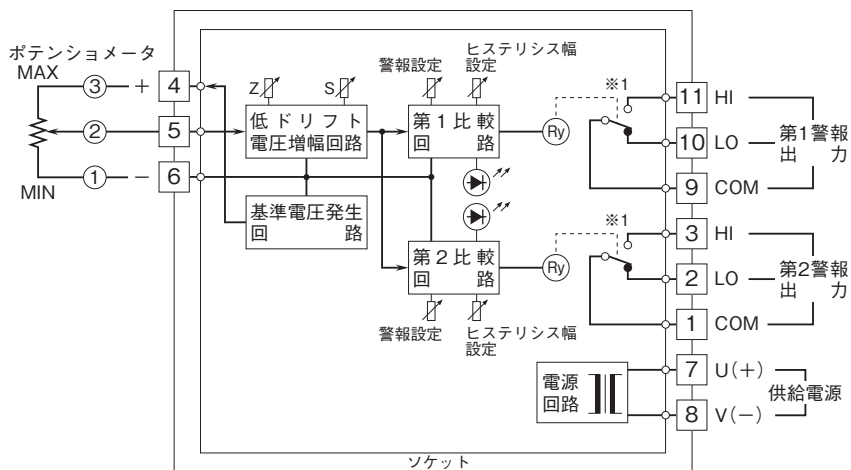 ポテンショメータ
MAX
MIN
③ + 4
② 5
① − 6
Z
S
低ドリフト
電圧増幅回路
基準電圧発生
回路
警報設定
ヒステリシス幅
設定
第1比較
回路
Ry
※1
第2比較
回路
警報設定
ヒステリシス幅
設定
Ry
※1
11 HI
10 LO
9 COM
第1警報
出力
3 HI
2 LO
1 COM
第2警報
出力
電源
回路
7 U(+)
8 V(−)
供給電源
ソケット